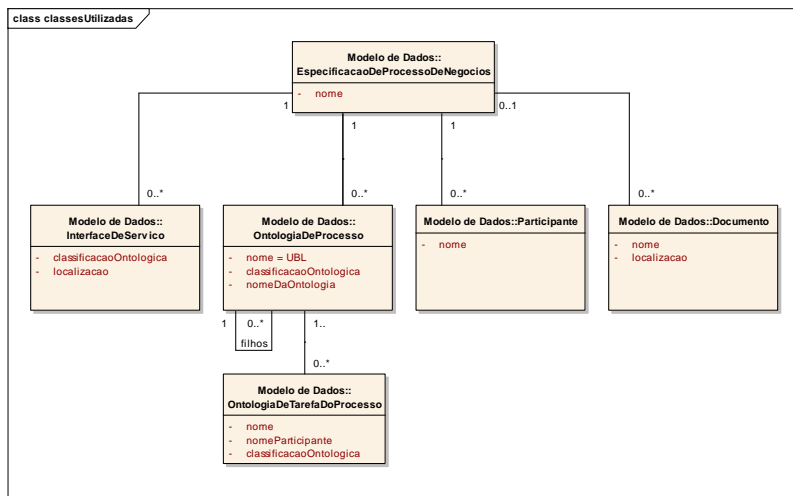 class classesUtilizadas
Modelo de Dados::
EspecificacaoDeProcessoDeNegocios
- nome
1
1
1
0..1
0..*
0..*
0..*
0..*
Modelo de Dados::
InterfaceDeServico
- classificacaoOntologica
- localizacao
Modelo de Dados::
OntologiaDeProcesso
- nome = UBL
- classificacaoOntologica
- nomeDaOntologia
Modelo de Dados::Participante
- nome
Modelo de Dados::Documento
- nome
- localizacao
1
0..*
1..
filhos
0..*
Modelo de Dados::
OntologiaDeTarefaDoProcesso
- nome
- nomeParticipante
- classificacaoOntologica